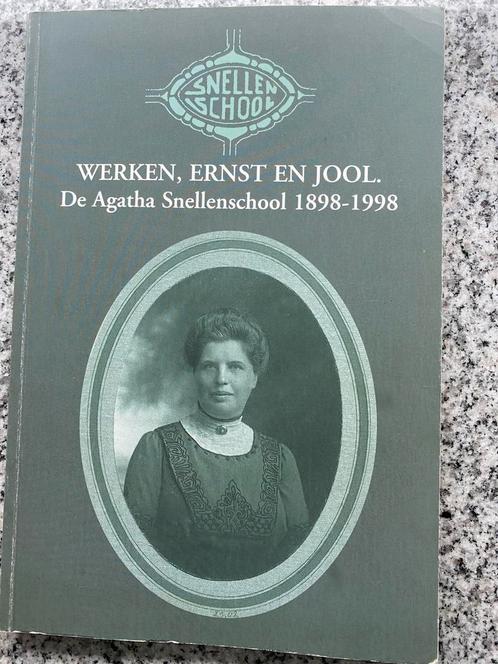 SNELLEN
SCHOOL
WERKEN, ERNST EN JOOL.
De Agatha Snellenschool 1898-1998